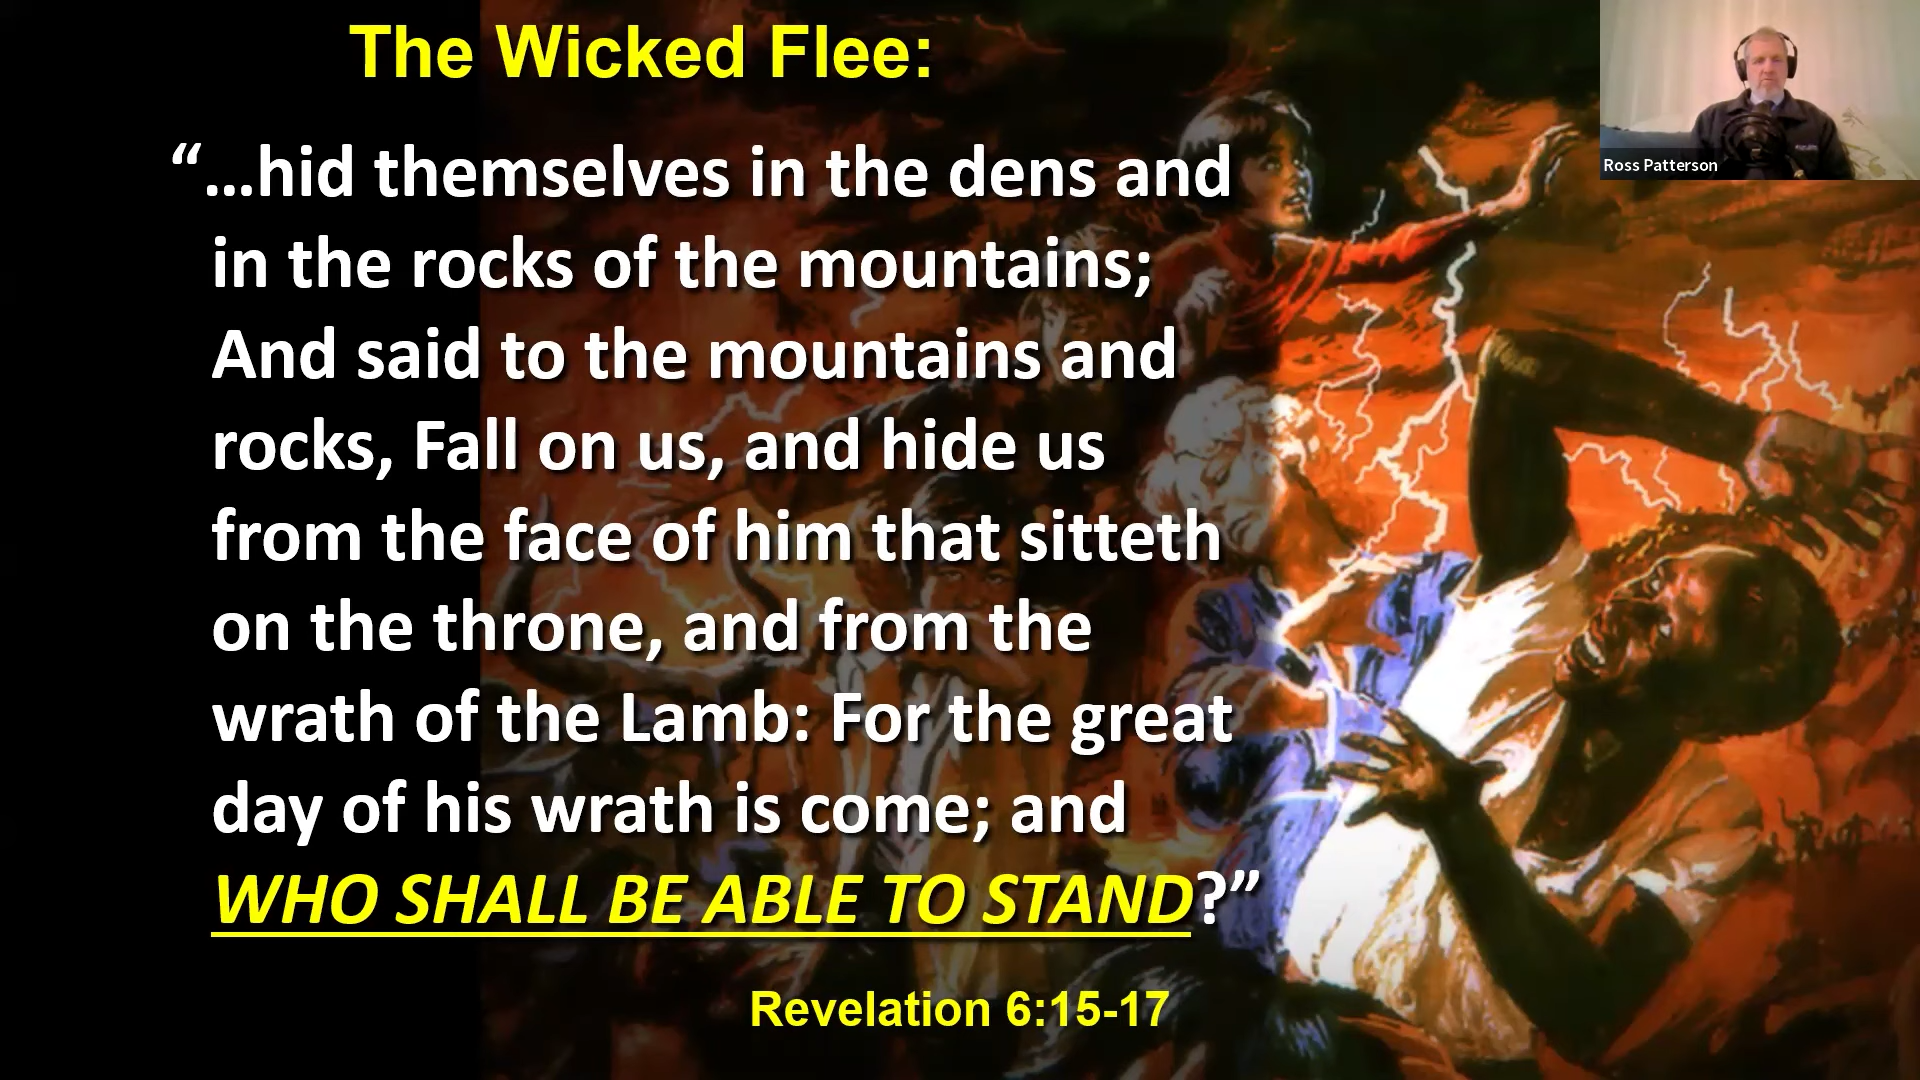 The Wicked Flee:
“…hid themselves in the dens and
in the rocks of the mountains;
And said to the mountains and
rocks, Fall on us, and hide us
from the face of him that sitteth
on the throne, and from the
wrath of the Lamb: For the great
day of his wrath is come; and
WHO SHALL BE ABLE TO STAND?”
Revelation 6:15-17
Ross Patterson